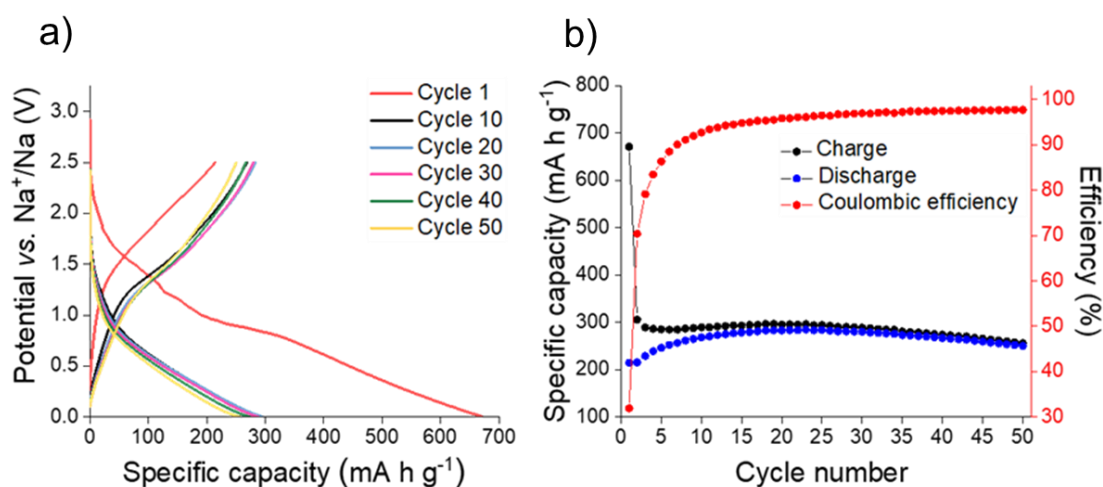 a)
Potential vs. Na⁺/Na (V)
3.0
2.5
2.0
1.5
1.0
0.5
0.0
0 100 200 300 400 500 600 700
Specific capacity (mA h g⁻¹)
Cycle 1
Cycle 10
Cycle 20
Cycle 30
Cycle 40
Cycle 50
b)
Specific capacity (mA h g⁻¹)
800
700
600
500
400
300
200
100
0 5 10 15 20 25 30 35 40 45 50
Cycle number
Charge
Discharge
Coulombic efficiency
100
90
80
70
60
50
40
30
Efficiency (%)